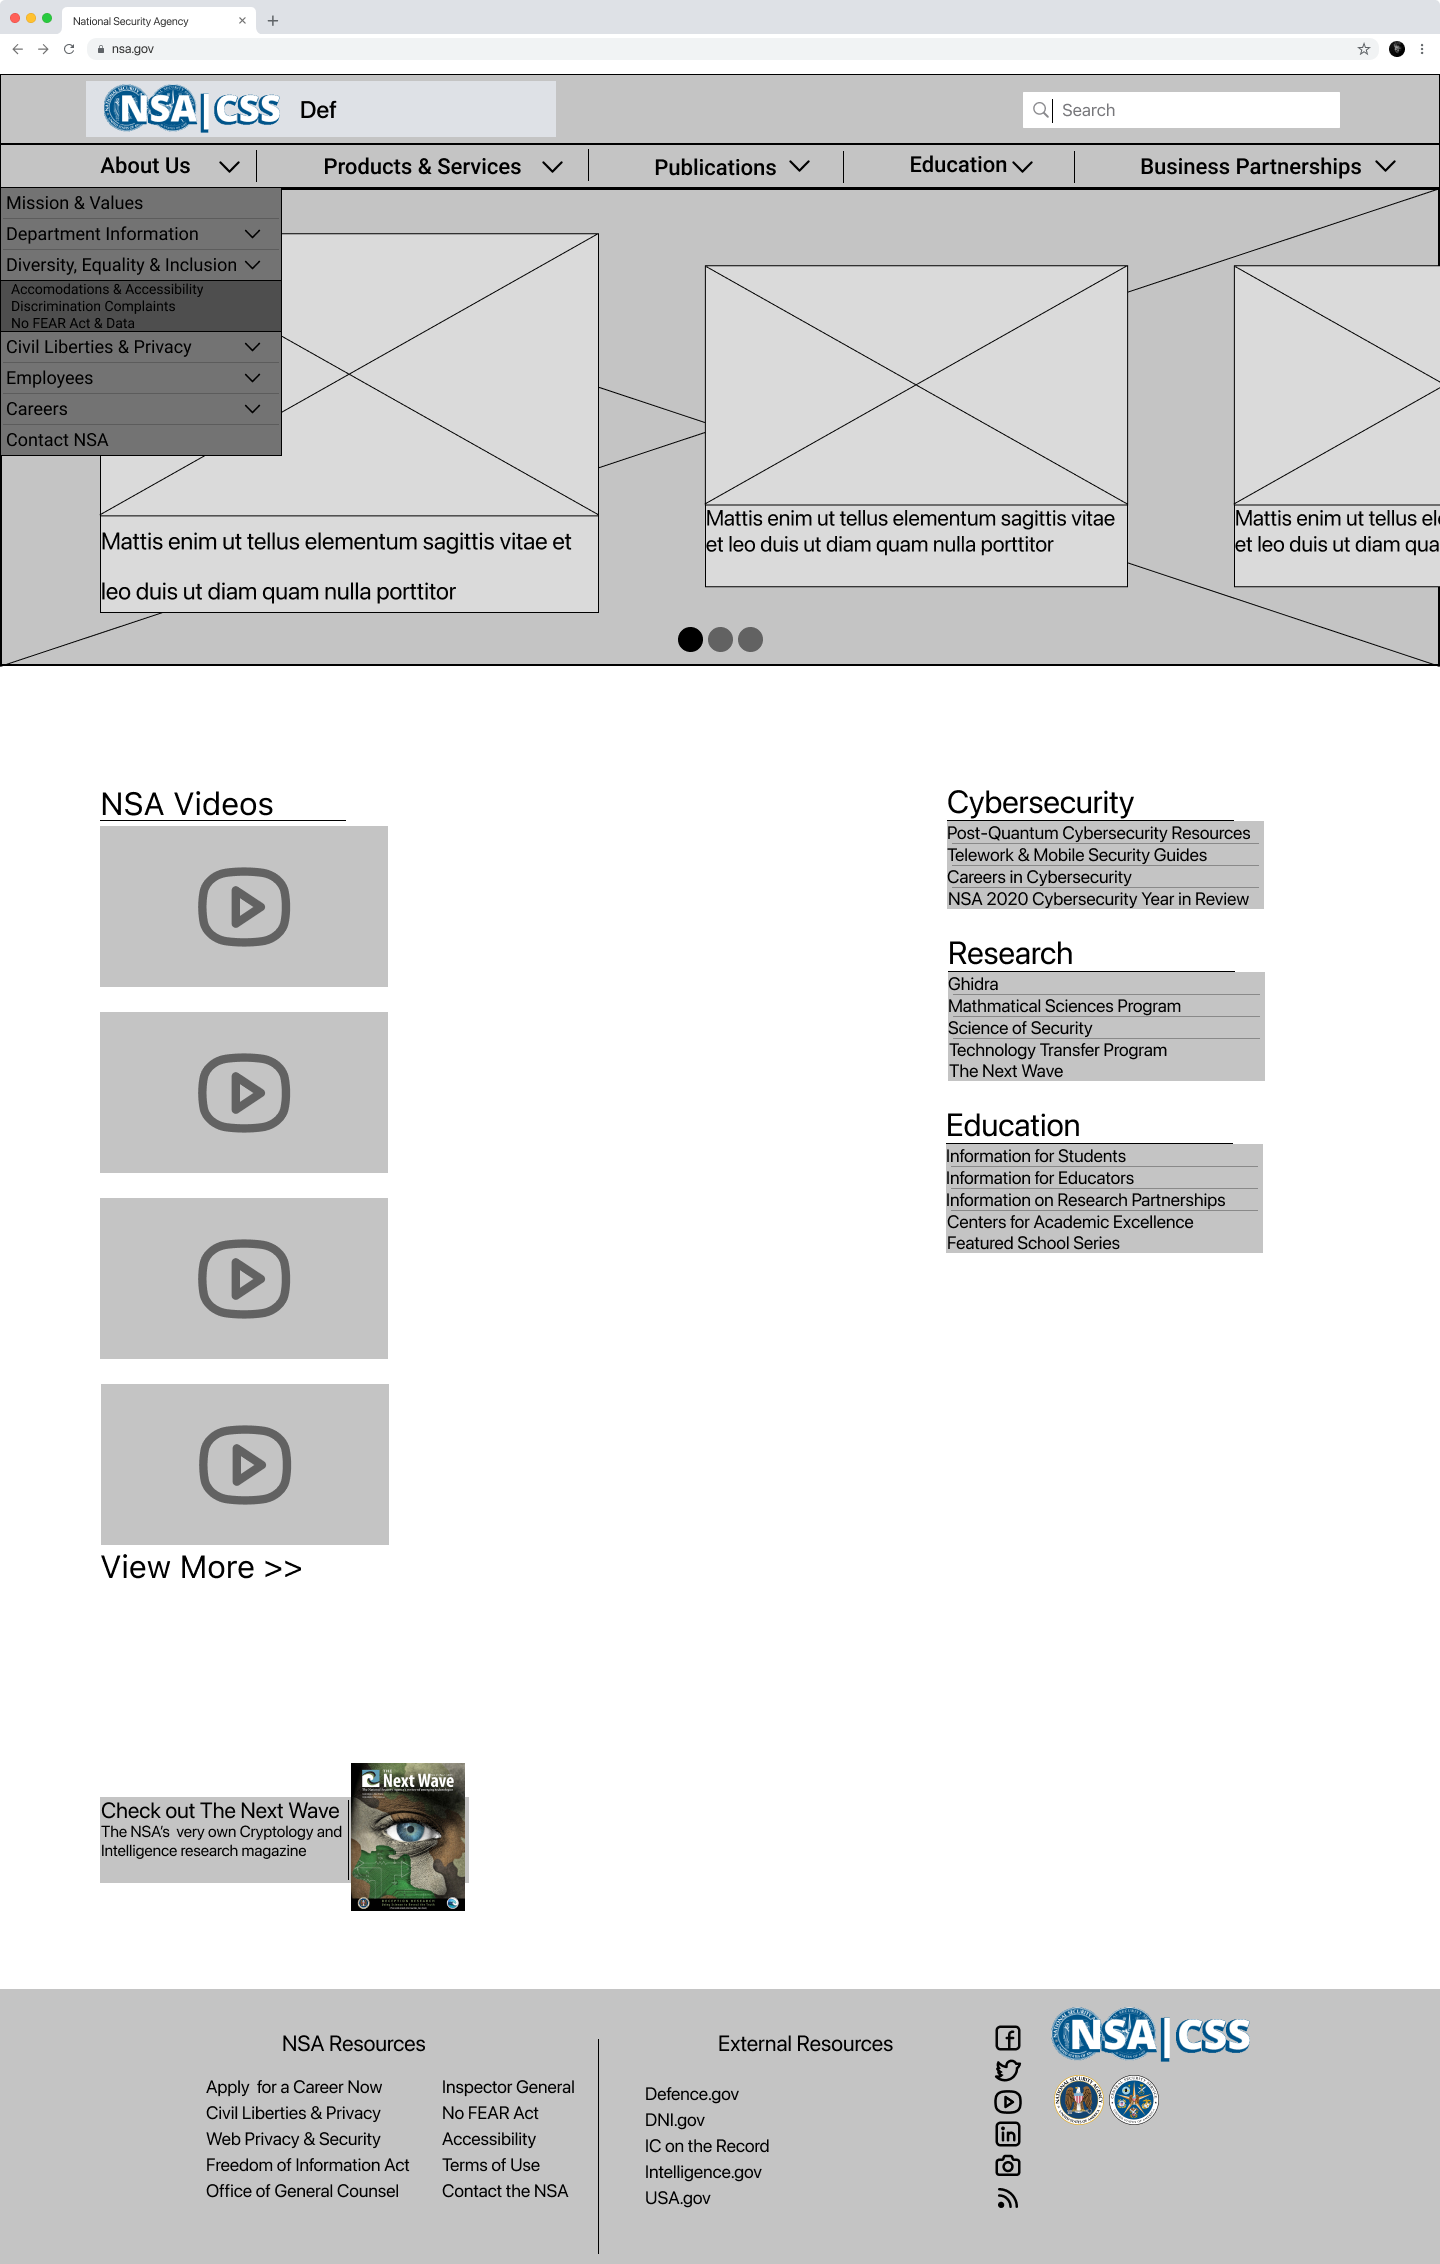 National Security Agency
nsa.gov
NSA|CSS
Def
Search
About Us
Products & Services
Publications
Education
Business Partnerships
Mission & Values
Department Information
Diversity, Equality & Inclusion
Accomodations & Accessibility
Discrimination Complaints
No FEAR Act & Data
Civil Liberties & Privacy
Employees
Careers
Contact NSA
Mattis enim ut tellus elementum sagittis vitae et
leo duis ut diam quam nulla porttitor
Mattis enim ut tellus elementum sagittis vitae
et leo duis ut diam quam nulla porttitor
Mattis enim ut tellus el
et leo duis ut diam qua
NSA Videos
View More >>
Cybersecurity
Post-Quantum Cybersecurity Resources
Telework & Mobile Security Guides
Careers in Cybersecurity
NSA 2020 Cybersecurity Year in Review
Research
Ghidra
Mathmatical Sciences Program
Science of Security
Technology Transfer Program
The Next Wave
Education
Information for Students
Information for Educators
Information on Research Partnerships
Centers for Academic Excellence
Featured School Series
Check out The Next Wave
The NSA's  very own Cryptology and
Intelligence research magazine
THE
Next Wave
NSA Resources
Apply  for a Career Now
Civil Liberties & Privacy
Web Privacy & Security
Freedom of Information Act
Office of General Counsel
Inspector General
No FEAR Act
Accessibility
Terms of Use
Contact the NSA
External Resources
Defence.gov
DNI.gov
IC on the Record
Intelligence.gov
USA.gov
NSA|CSS